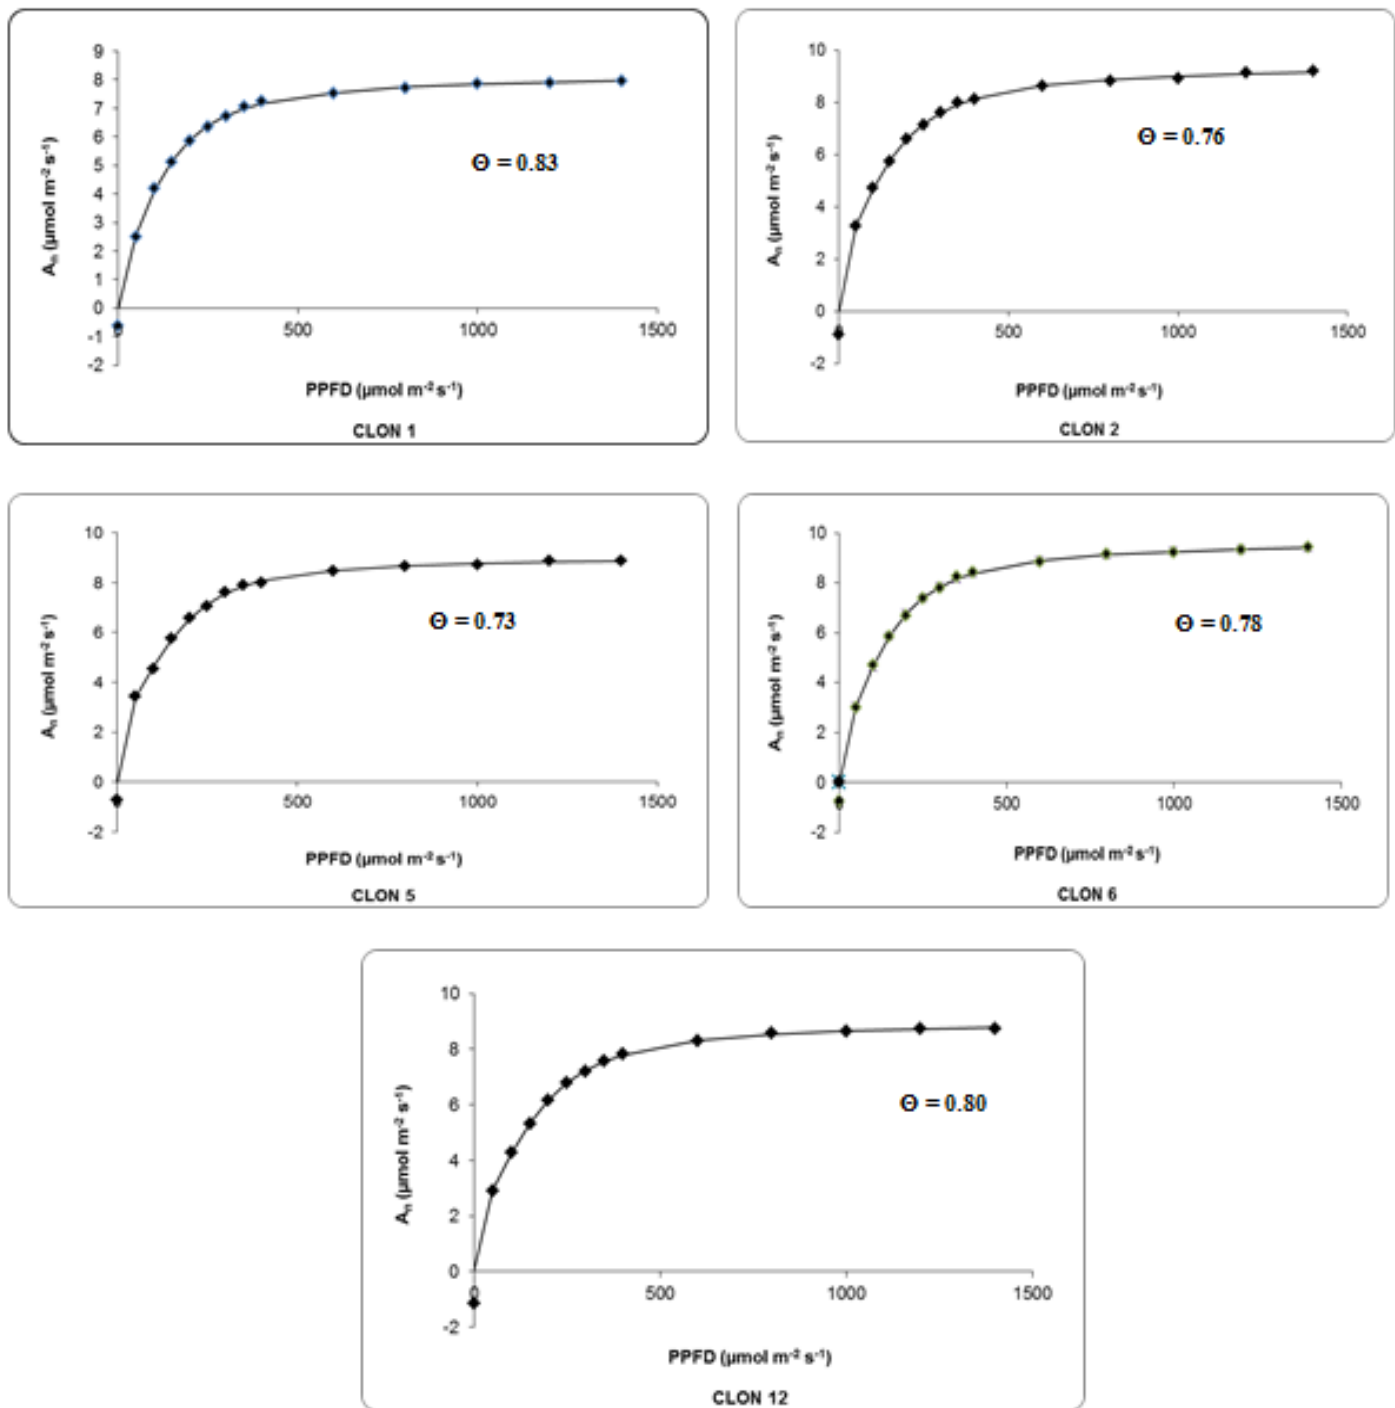 9
8
7
6
5
4
3
2
1
0
-1
-2
0
500
1000
1500
Aₙ (µmol m⁻² s⁻¹)
Θ = 0.83
PPFD (µmol m⁻² s⁻¹)
CLON 1
10
8
6
4
2
0
-2
0
500
1000
1500
Aₙ (µmol m⁻² s⁻¹)
Θ = 0.76
PPFD (µmol m⁻² s⁻¹)
CLON 2
10
8
6
4
2
0
-2
500
1000
1500
Aₙ (µmol m⁻² s⁻¹)
Θ = 0.73
PPFD (µmol m⁻² s⁻¹)
CLON 5
10
8
6
4
2
0
-2
0
500
1000
1500
Aₙ (µmol m⁻² s⁻¹)
Θ = 0.78
PPFD (µmol m⁻² s⁻¹)
CLON 6
10
8
6
4
2
0
-2
0
500
1000
1500
Aₙ (µmol m⁻² s⁻¹)
Θ = 0.80
PPFD (µmol m⁻² s⁻¹)
CLON 12